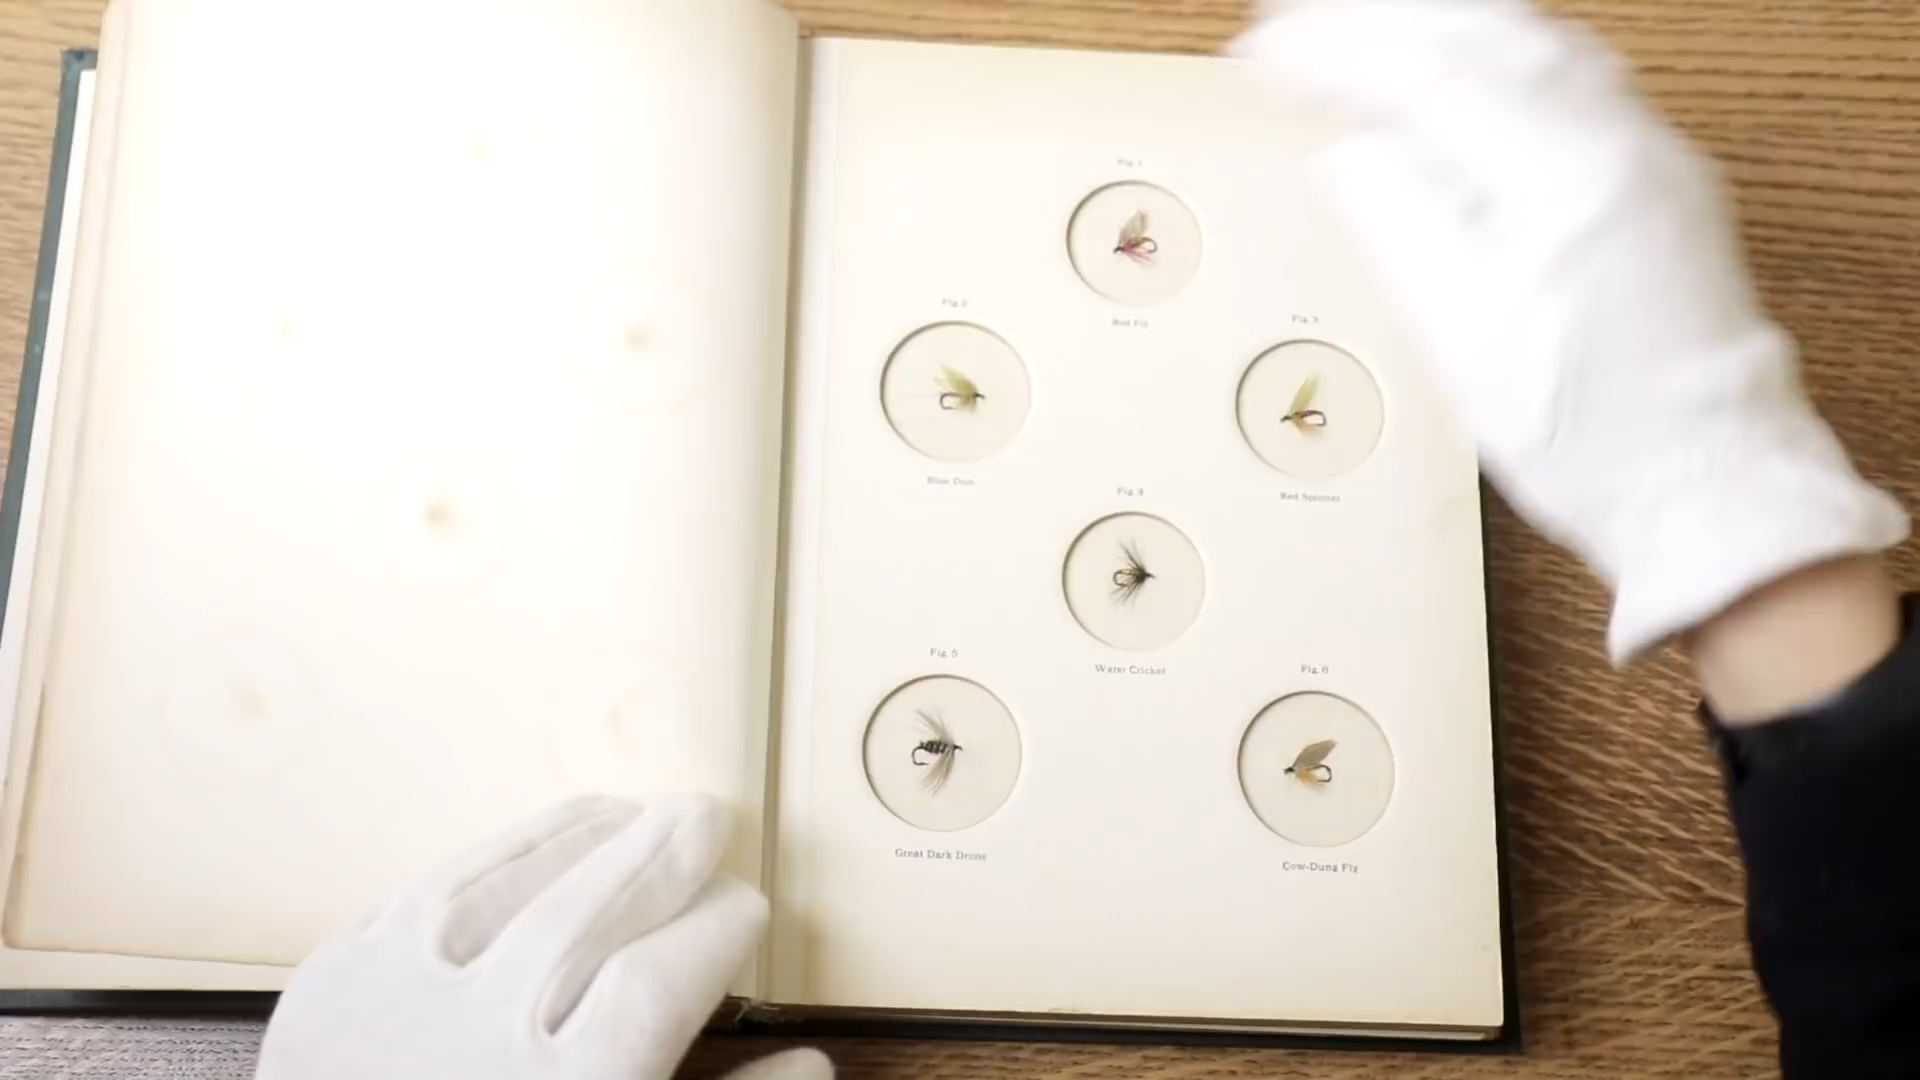 Fig. 1
Red Fly
Fig. 2
Blue Dun
Fig. 3
Red Spinner
Fig. 4
Water Cricket
Fig. 5
Great Dark Drone
Fig. 6
Cow-Dung Fly